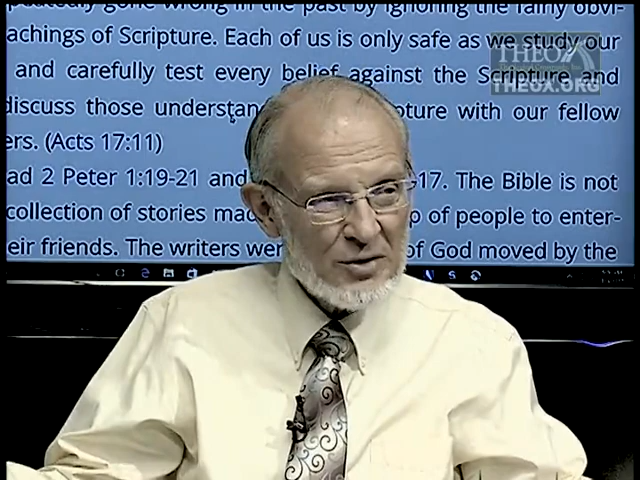 peatedly gone wrong in the past by ignoring the fairly obvi-
achings of Scripture. Each of us is only safe as we study our
and carefully test every belief against the Scripture and
discuss those understan pture with our fellow
ers. (Acts 17:11)
ad 2 Peter 1:19-21 and 17. The Bible is not
collection of stories mad p of people to enter-
eir friends. The writers wer of God moved by the
THEOX
THEOX.ORG